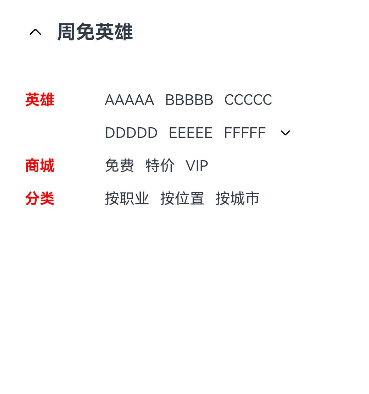 周免英雄
英雄 AAAAA BBBBB CCCCC
DDDDD EEEEE FFFFF
商城 免费 特价 VIP
分类 按职业 按位置 按城市